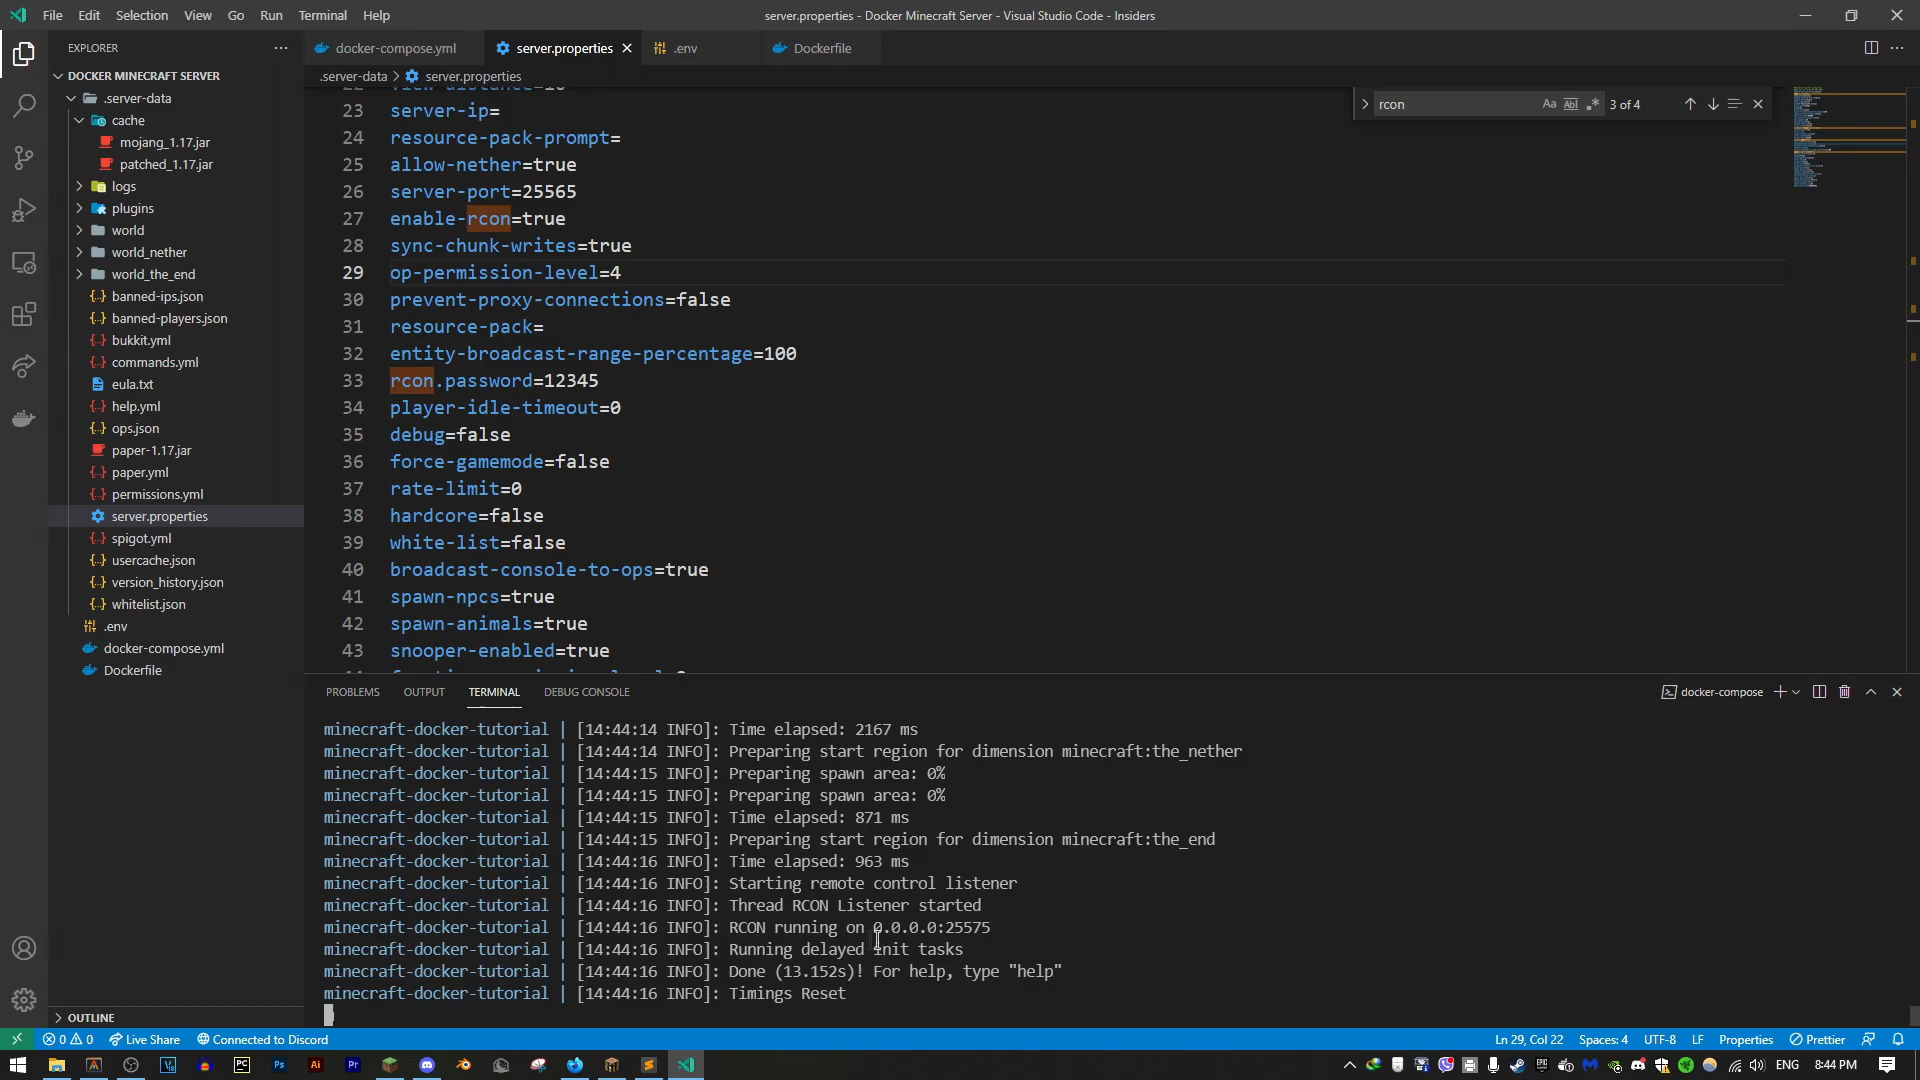 File Edit Selection View Go Run Terminal Help
server.properties - Docker Minecraft Server - Visual Studio Code - Insiders
EXPLORER
docker-compose.yml
server.properties
.env
Dockerfile
DOCKER MINECRAFT SERVER
.server-data > server.properties
.server-data
cache
mojang_1.17.jar
patched_1.17.jar
logs
plugins
world
world_nether
world_the_end
banned-ips.json
banned-players.json
bukkit.yml
commands.yml
eula.txt
help.yml
ops.json
paper-1.17.jar
paper.yml
permissions.yml
server.properties
spigot.yml
usercache.json
version_history.json
whitelist.json
.env
docker-compose.yml
Dockerfile
OUTLINE
rcon Aa Abl .* 3 of 4
23 server-ip=
24 resource-pack-prompt=
25 allow-nether=true
26 server-port=25565
27 enable-rcon=true
28 sync-chunk-writes=true
29 op-permission-level=4
30 prevent-proxy-connections=false
31 resource-pack=
32 entity-broadcast-range-percentage=100
33 rcon.password=12345
34 player-idle-timeout=0
35 debug=false
36 force-gamemode=false
37 rate-limit=0
38 hardcore=false
39 white-list=false
40 broadcast-console-to-ops=true
41 spawn-npcs=true
42 spawn-animals=true
43 snooper-enabled=true
PROBLEMS OUTPUT TERMINAL DEBUG CONSOLE
docker-compose
minecraft-docker-tutorial | [14:44:14 INFO]: Time elapsed: 2167 ms
minecraft-docker-tutorial | [14:44:14 INFO]: Preparing start region for dimension minecraft:the_nether
minecraft-docker-tutorial | [14:44:15 INFO]: Preparing spawn area: 0%
minecraft-docker-tutorial | [14:44:15 INFO]: Preparing spawn area: 0%
minecraft-docker-tutorial | [14:44:15 INFO]: Time elapsed: 871 ms
minecraft-docker-tutorial | [14:44:15 INFO]: Preparing start region for dimension minecraft:the_end
minecraft-docker-tutorial | [14:44:16 INFO]: Time elapsed: 963 ms
minecraft-docker-tutorial | [14:44:16 INFO]: Starting remote control listener
minecraft-docker-tutorial | [14:44:16 INFO]: Thread RCON Listener started
minecraft-docker-tutorial | [14:44:16 INFO]: RCON running on 0.0.0.0:25575
minecraft-docker-tutorial | [14:44:16 INFO]: Running delayed init tasks
minecraft-docker-tutorial | [14:44:16 INFO]: Done (13.152s)! For help, type "help"
minecraft-docker-tutorial | [14:44:16 INFO]: Timings Reset
0 0 Live Share Connected to Discord
Ln 29, Col 22 Spaces: 4 UTF-8 LF Properties Prettier
PC Ps Ai Pr
ENG 8:44 PM